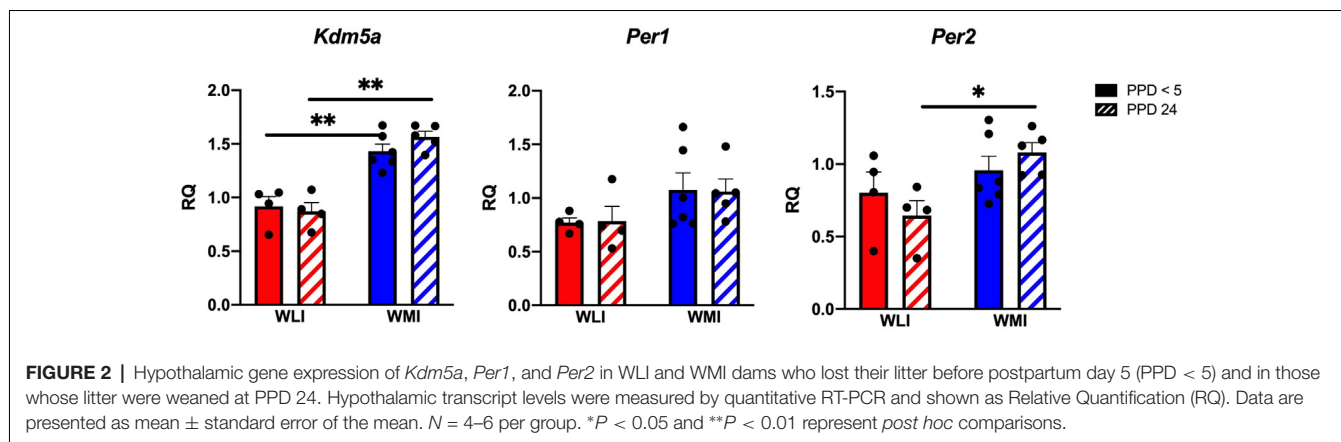 Kdm5a
Per1
Per2
PPD < 5
PPD 24
**
**
*
2.0
1.5
1.0
0.5
0.0
RQ
WLI
WMI
2.0
1.5
1.0
0.5
0.0
RQ
WLI
WMI
1.5
1.0
0.5
0.0
RQ
WLI
WMI
FIGURE 2 | Hypothalamic gene expression of Kdm5a, Per1, and Per2 in WLI and WMI dams who lost their litter before postpartum day 5 (PPD < 5) and in those
whose litter were weaned at PPD 24. Hypothalamic transcript levels were measured by quantitative RT-PCR and shown as Relative Quantification (RQ). Data are
presented as mean ± standard error of the mean. N = 4–6 per group. *P < 0.05 and **P < 0.01 represent post hoc comparisons.